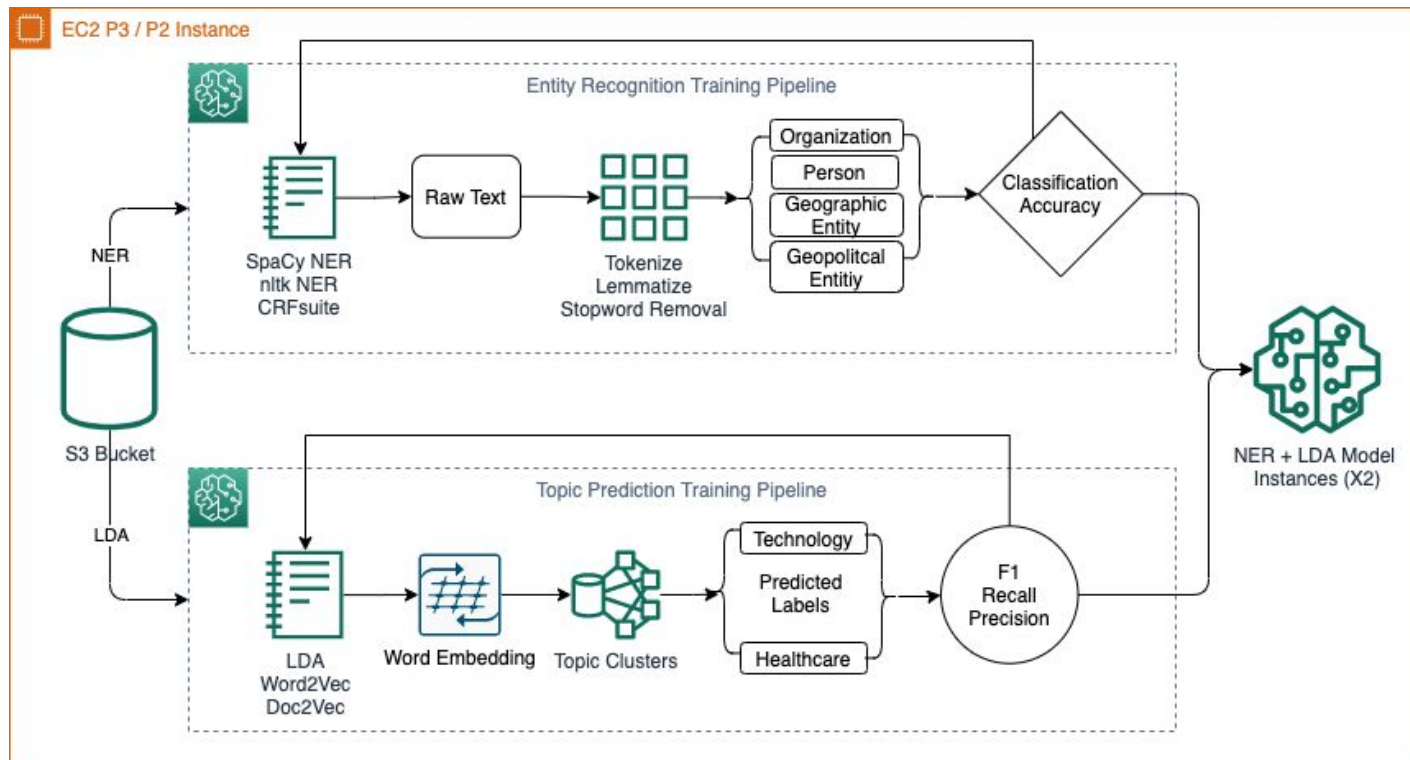 EC2 P3 / P2 Instance
Entity Recognition Training Pipeline
NER
S3 Bucket
LDA
SpaCy NER
nltk NER
CRFsuite
Raw Text
Tokenize
Lemmatize
Stopword Removal
Organization
Person
Geographic
Entity
Geopolitcal
Entitiy
Classification
Accuracy
NER + LDA Model
Instances (X2)
Topic Prediction Training Pipeline
LDA
Word2Vec
Doc2Vec
Word Embedding
Topic Clusters
Technology
Predicted
Labels
Healthcare
F1
Recall
Precision